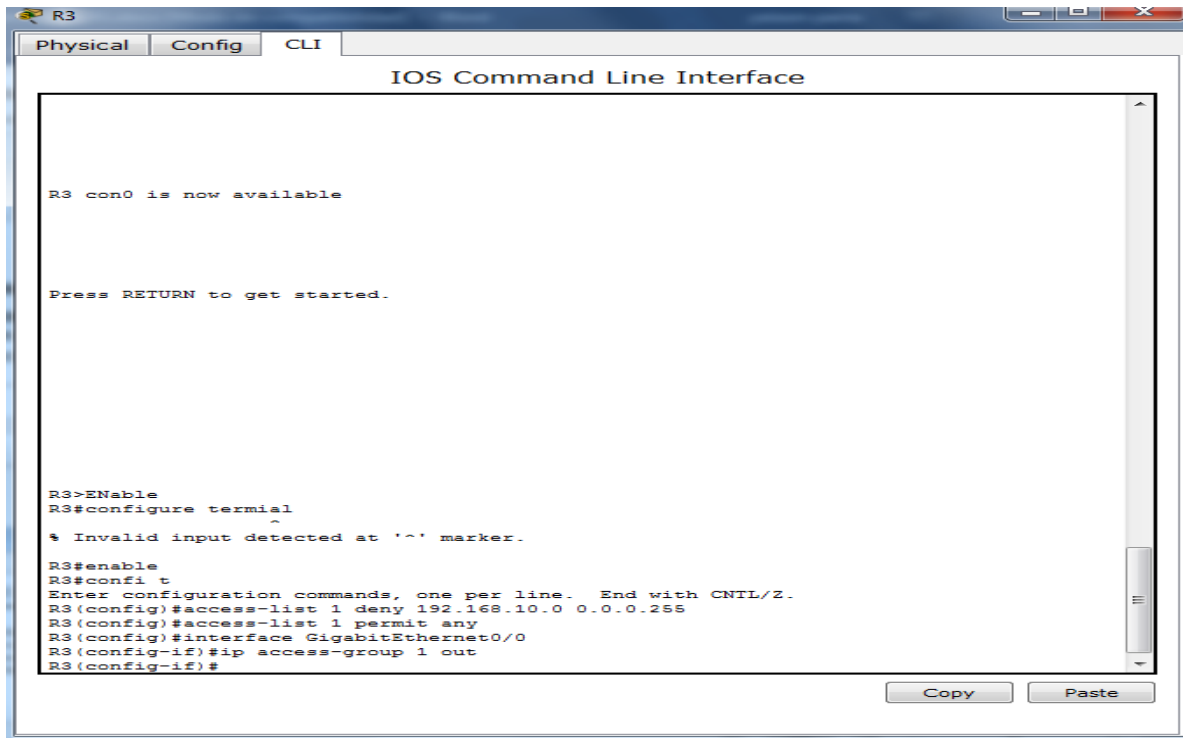 R3
Physical Config CLI
IOS Command Line Interface
R3 con0 is now available
Press RETURN to get started.
R3>ENable
R3#configure termial
^
% Invalid input detected at '^' marker.
R3#enable
R3#confi t
Enter configuration commands, one per line.  End with CNTL/Z.
R3(config)#access-list 1 deny 192.168.10.0 0.0.0.255
R3(config)#access-list 1 permit any
R3(config)#interface GigabitEthernet0/0
R3(config-if)#ip access-group 1 out
R3(config-if)#
Copy Paste